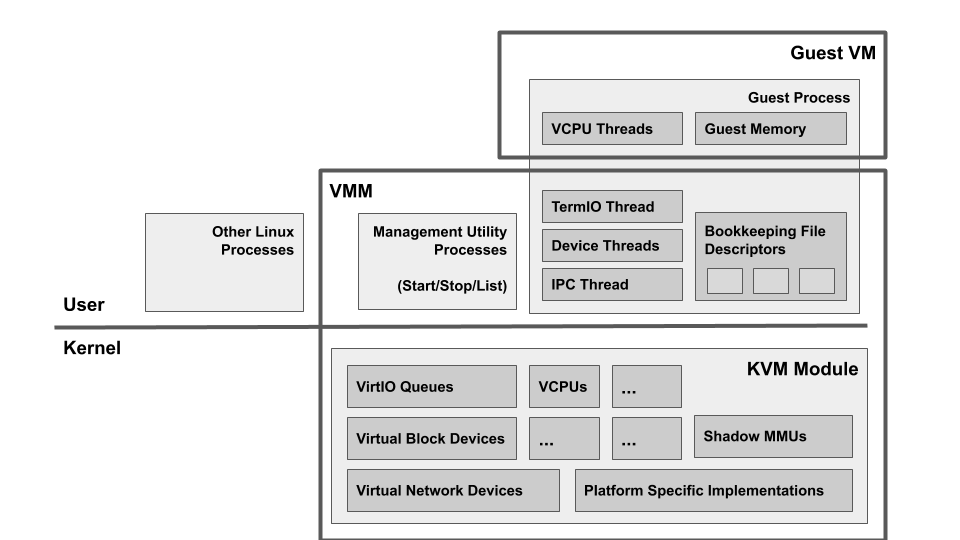 Guest VM
Guest Process
VCPU Threads
Guest Memory
VMM
Other Linux
Processes
Management Utility
Processes
(Start/Stop/List)
TermIO Thread
Device Threads
IPC Thread
Bookkeeping File
Descriptors
User
Kernel
KVM Module
VirtIO Queues
VCPUs
...
Virtual Block Devices
...
...
Shadow MMUs
Virtual Network Devices
Platform Specific Implementations